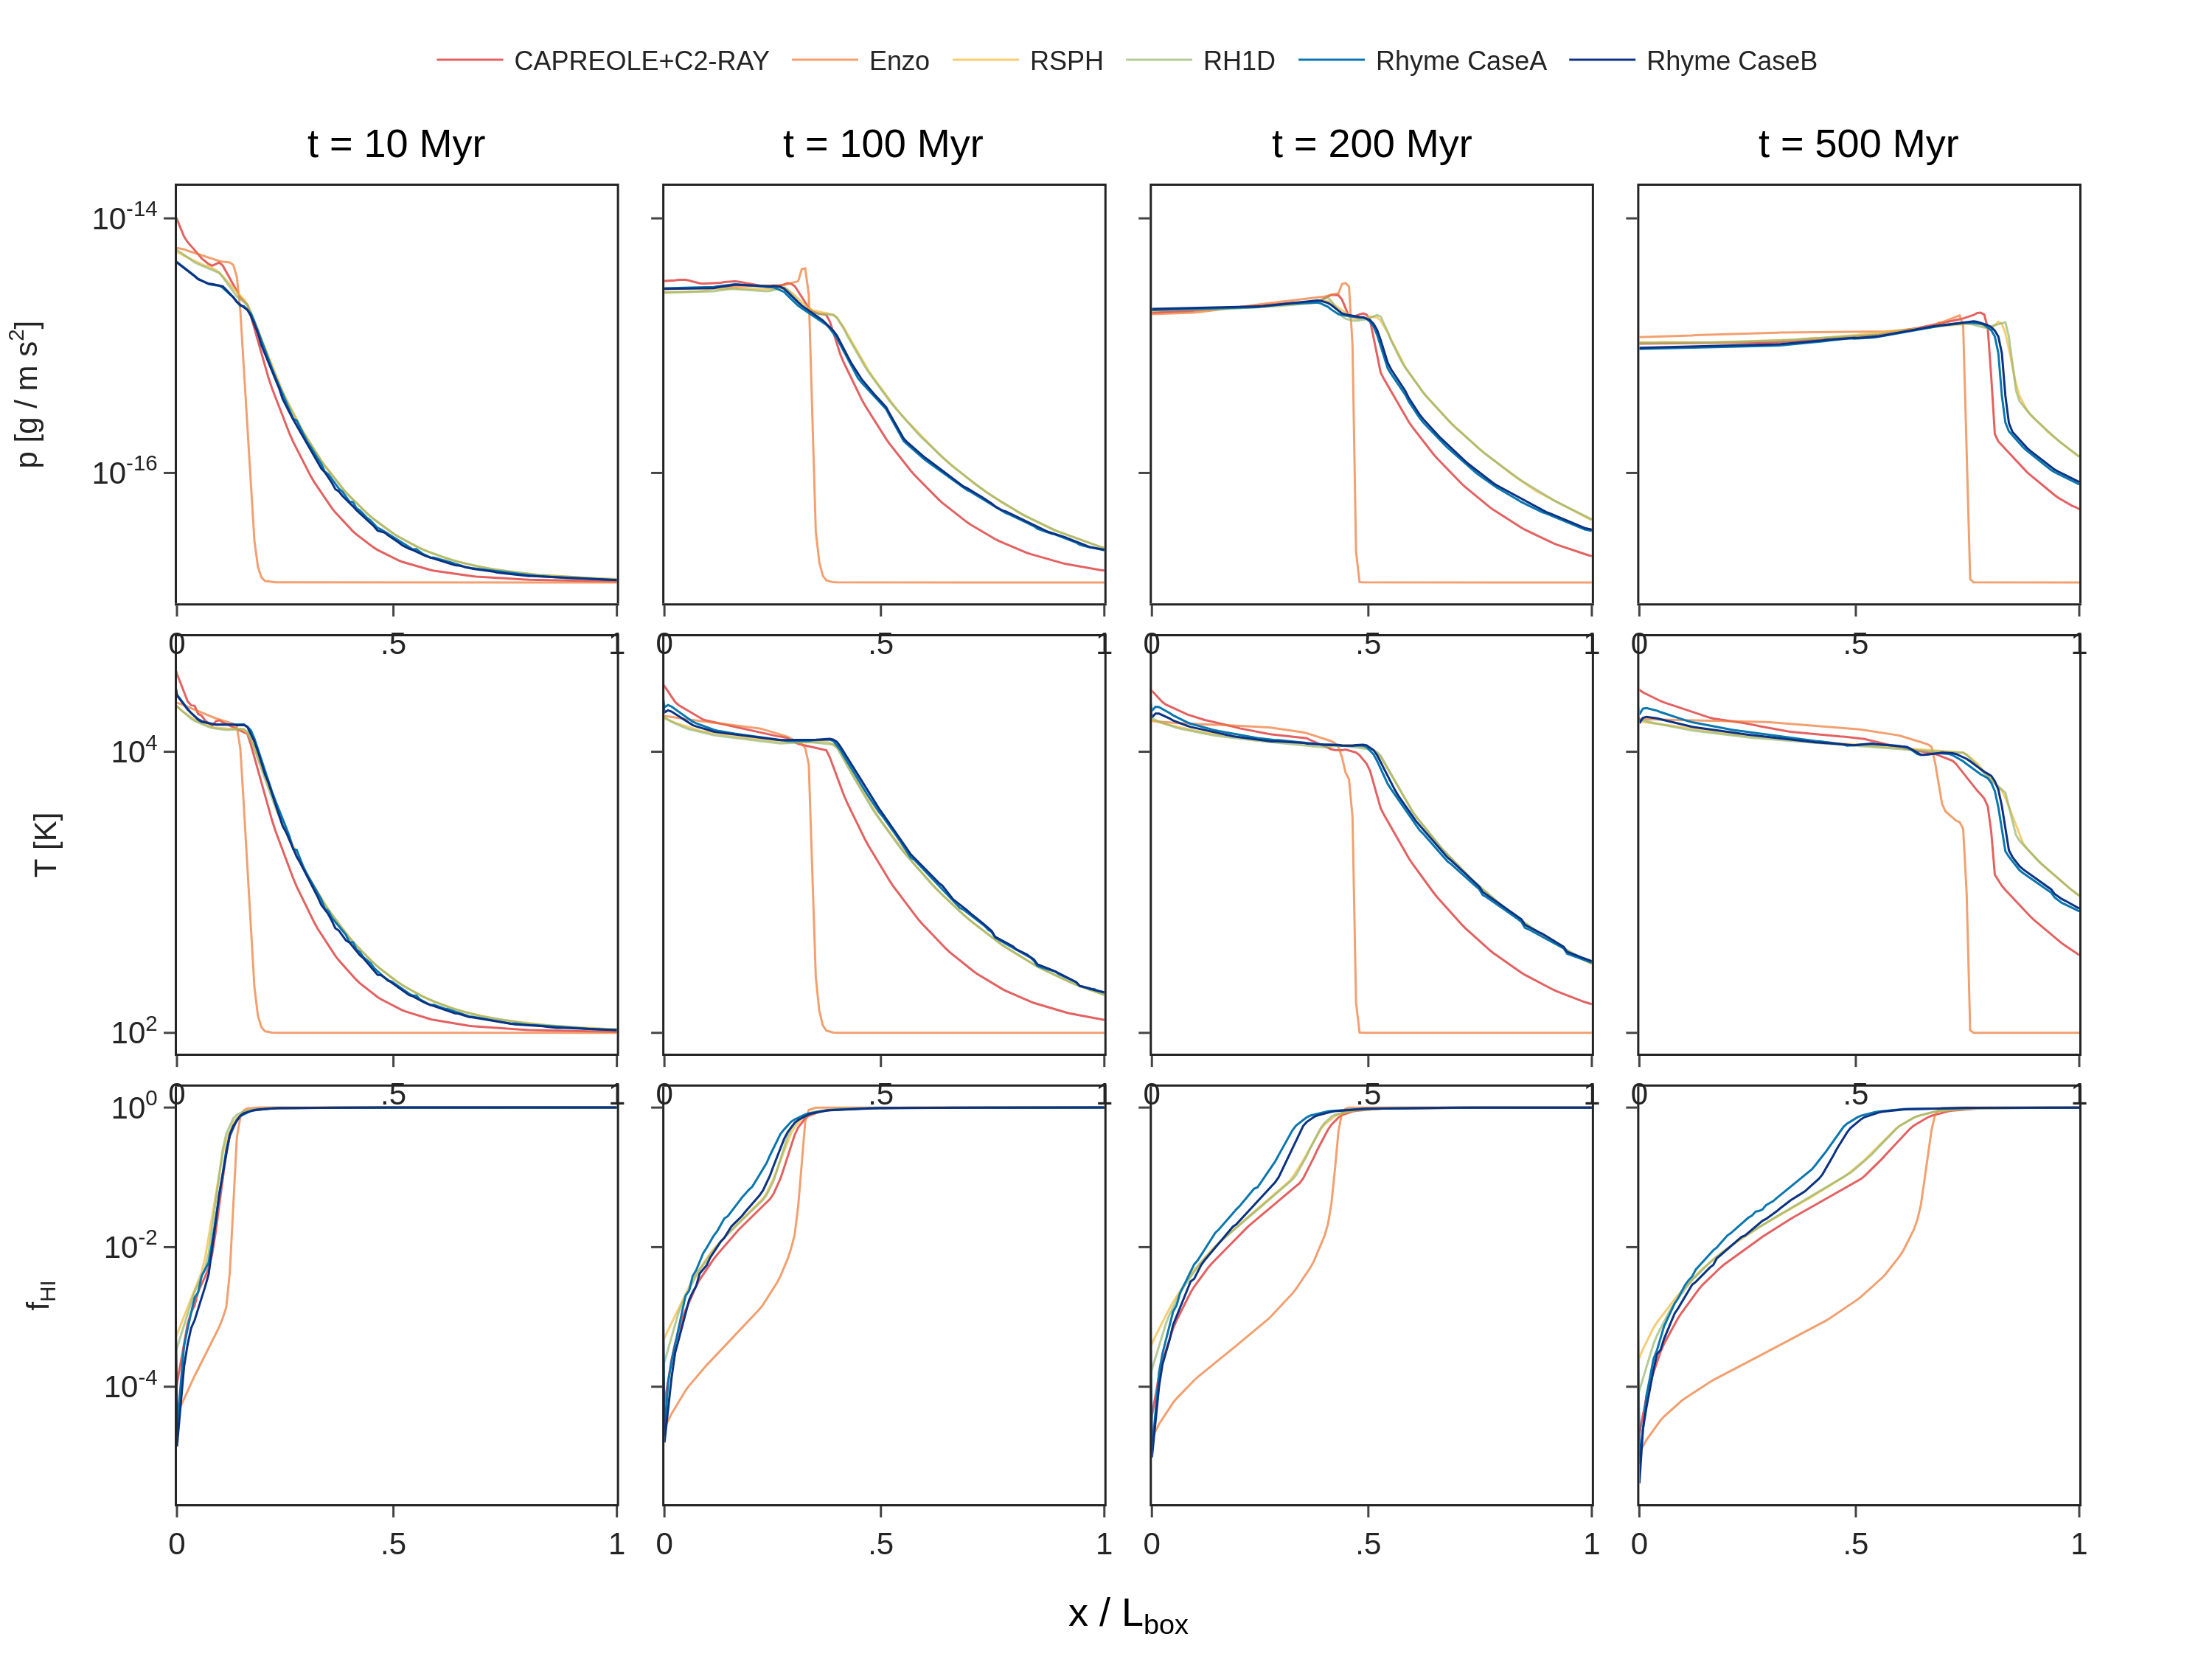 CAPREOLE+C2-RAY Enzo RSPH RH1D Rhyme CaseA Rhyme CaseB
t = 10 Myr t = 100 Myr t = 200 Myr t = 500 Myr
p [g / m s²]
10⁻¹⁴
10⁻¹⁶
0 .5 1 0 .5 1 0 .5 1 0 .5 1
T [K]
10⁴
10²
0 .5 1 0 .5 1 0 .5 1 0 .5 1
f_HI
10⁰
10⁻²
10⁻⁴
0 .5 1 0 .5 1 0 .5 1 0 .5 1
x / L_box